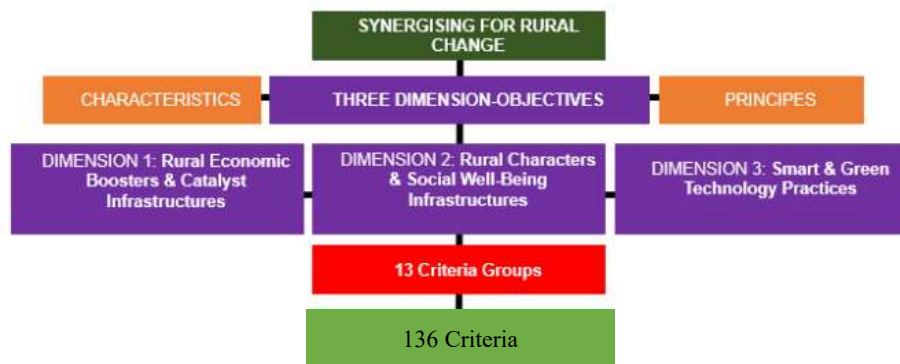 SYNERGISING FOR RURAL
CHANGE
CHARACTERISTICS
THREE DIMENSION-OBJECTIVES
PRINCIPES
DIMENSION 1: Rural Economic
Boosters & Catalyst
Infrastructures
DIMENSION 2: Rural Characters
& Social Well-Being
Infrastructures
DIMENSION 3: Smart & Green
Technology Practices
13 Criteria Groups
136 Criteria